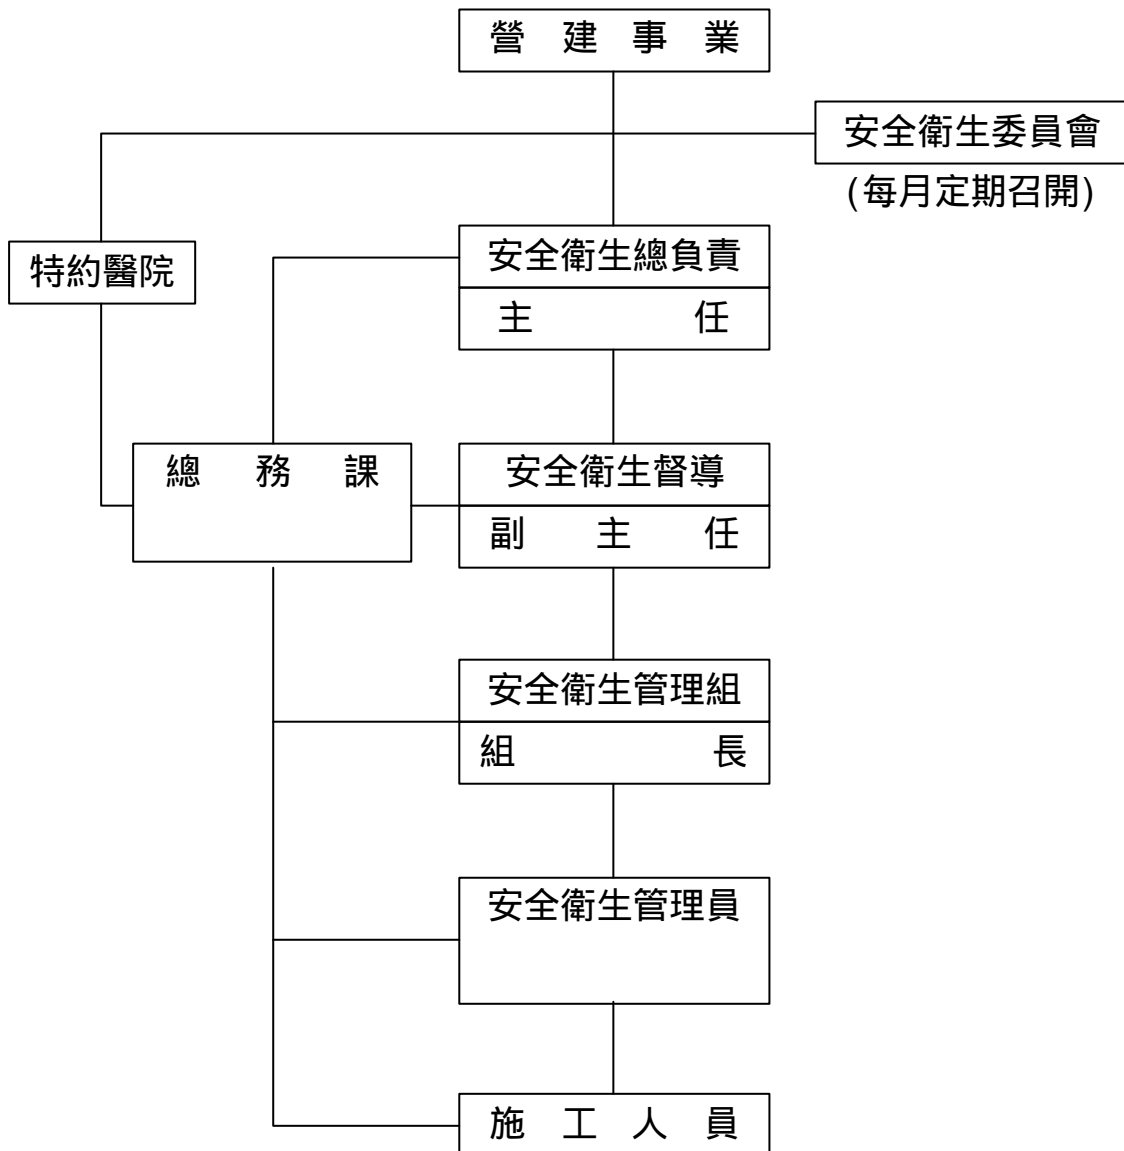 營建事業
安全衛生委員會
(每月定期召開)
特約醫院
安全衛生總負責
主任
總務課
安全衛生督導
副主任
安全衛生管理組
組長
安全衛生管理員
施工人員